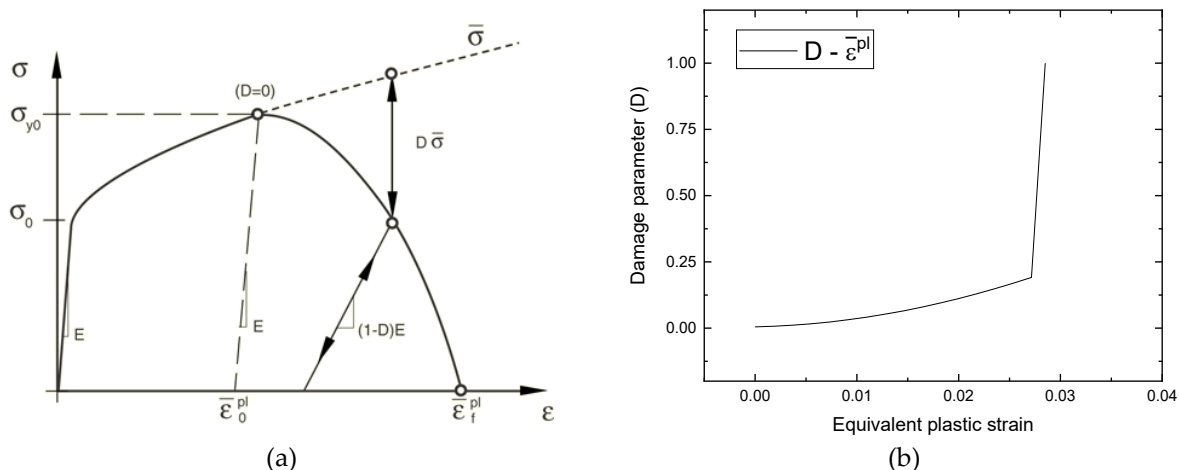 σ̅
σ
(D=0)
σy0
D σ̅
σ0
E
E
(1-D)E
ε̅0pl
ε̅fpl
ε
(a)
D - ε̅pl
1.00
0.75
0.50
0.25
0.00
Damage parameter (D)
0.00 0.01 0.02 0.03 0.04
Equivalent plastic strain
(b)